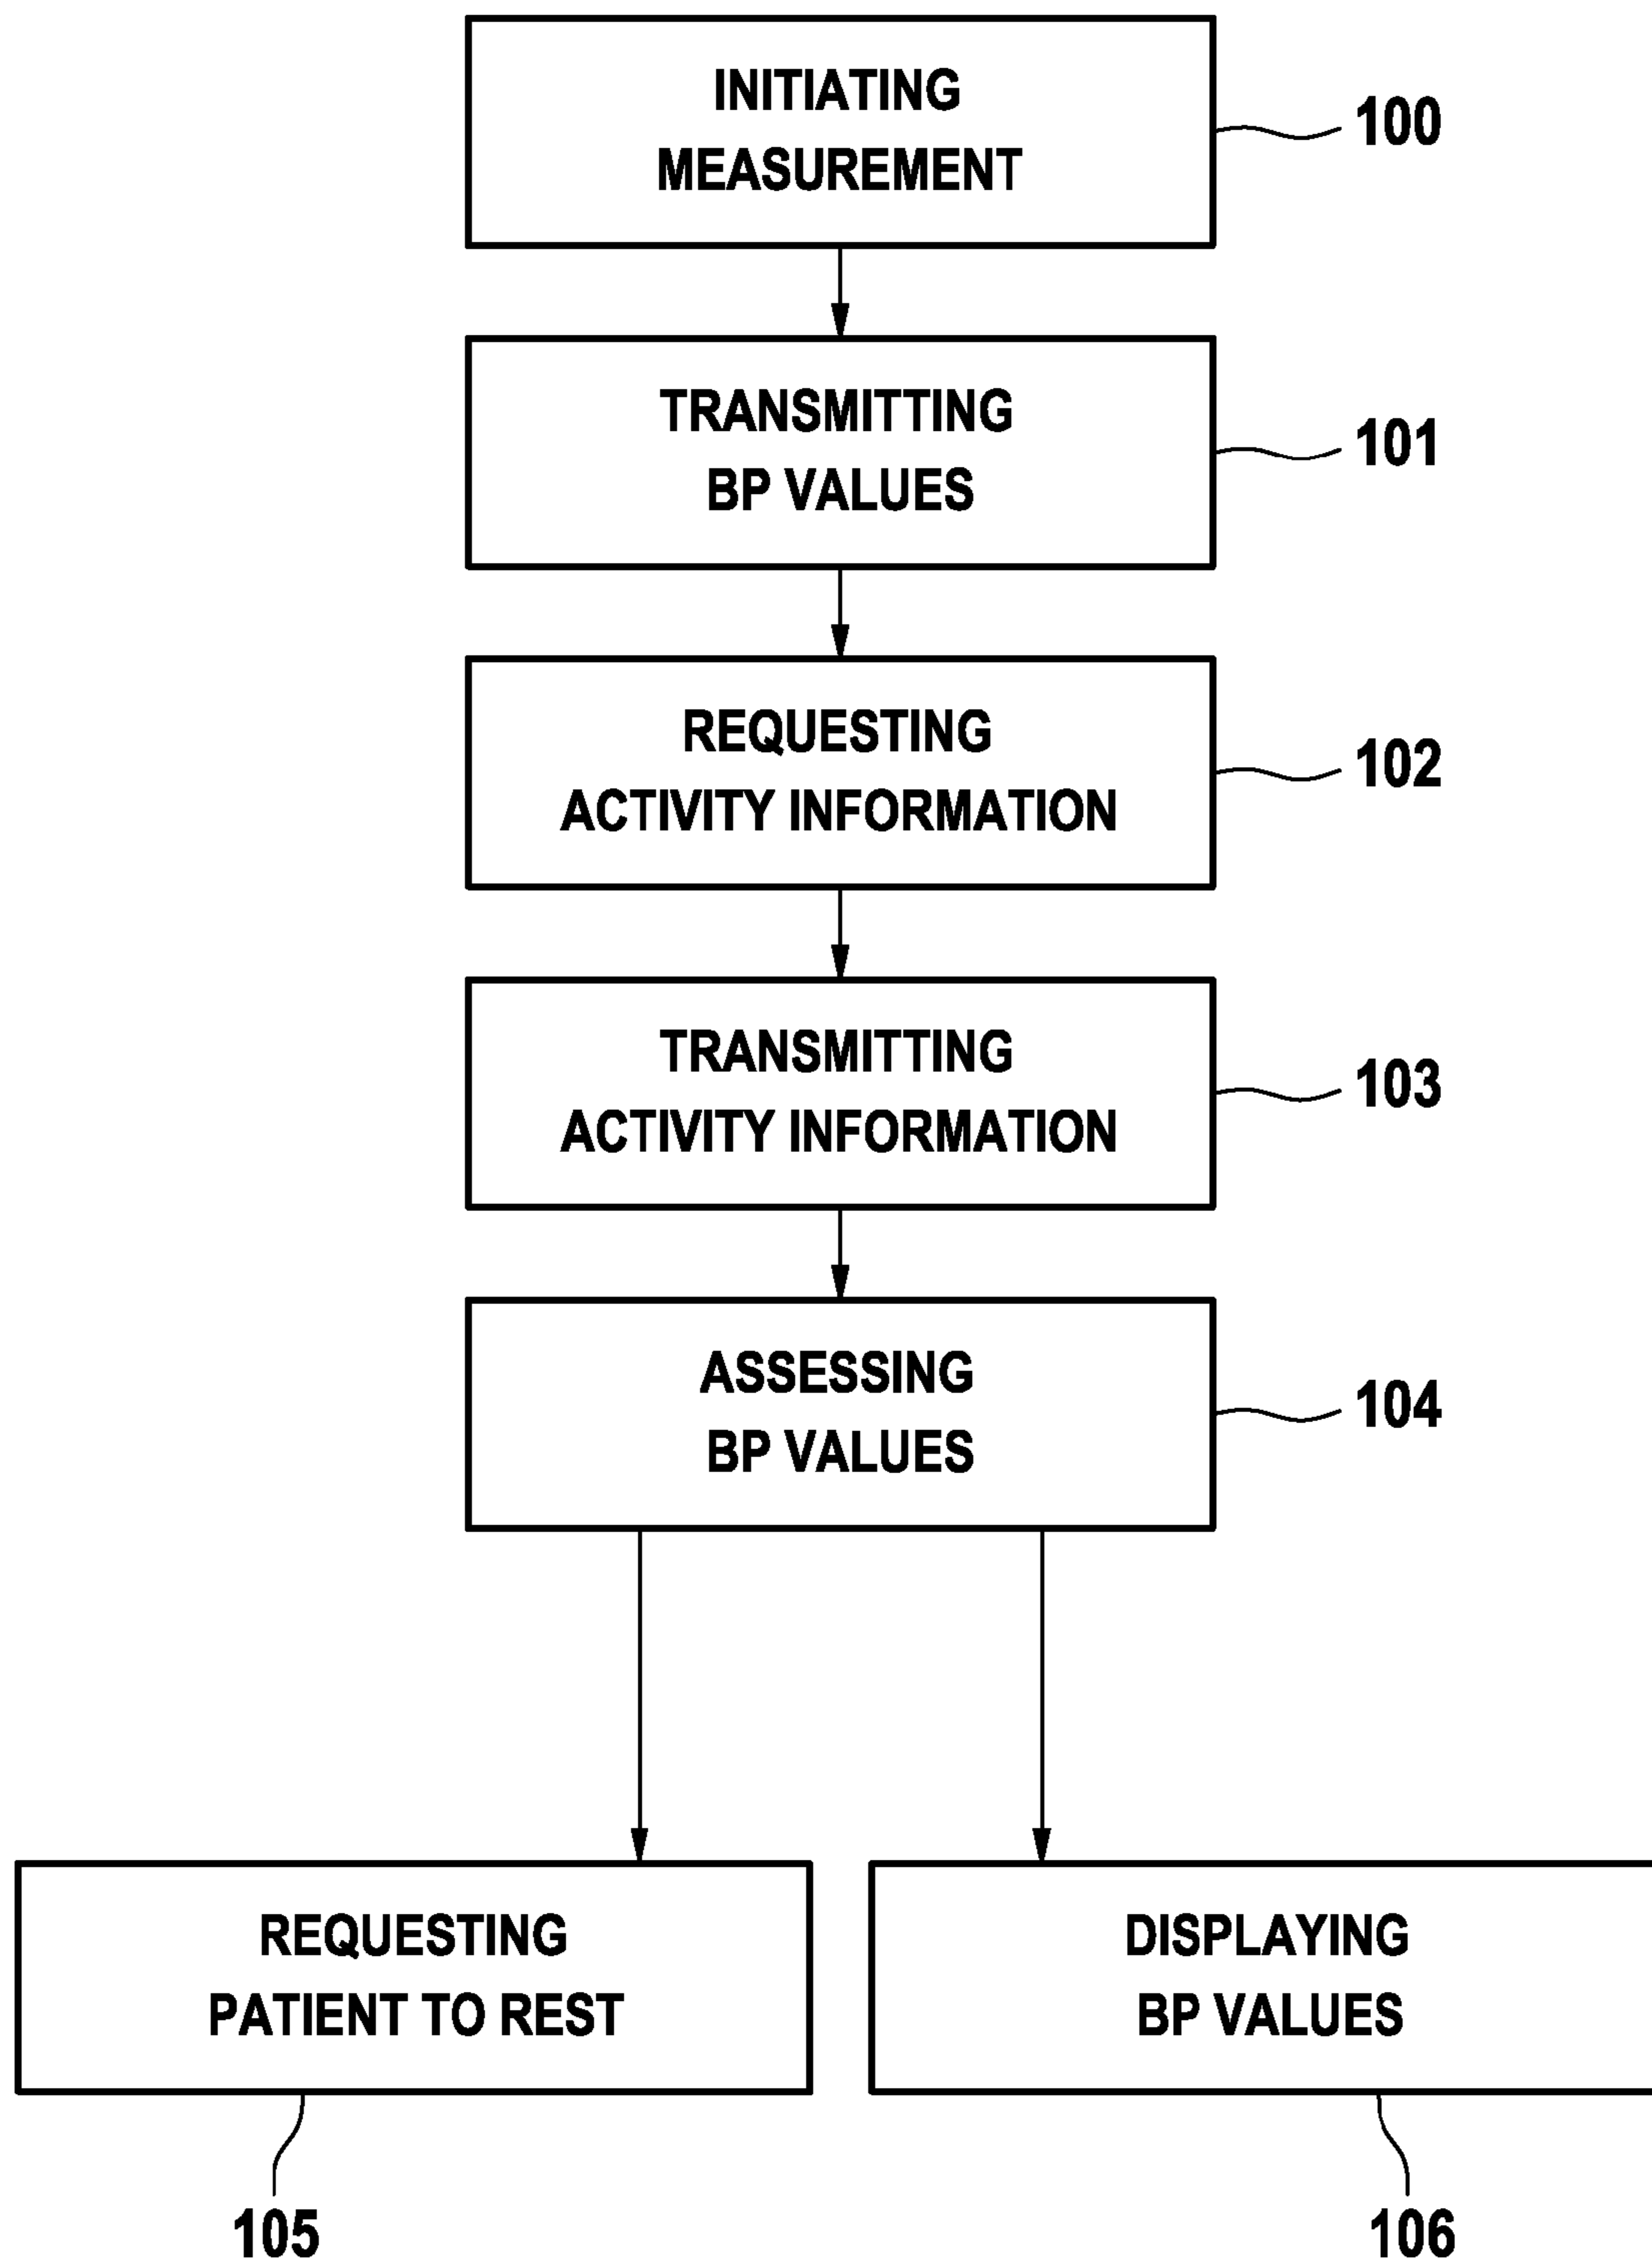 INITIATING
MEASUREMENT
100
TRANSMITTING
BP VALUES
101
REQUESTING
ACTIVITY INFORMATION
102
TRANSMITTING
ACTIVITY INFORMATION
103
ASSESSING
BP VALUES
104
REQUESTING
PATIENT TO REST
105
DISPLAYING
BP VALUES
106